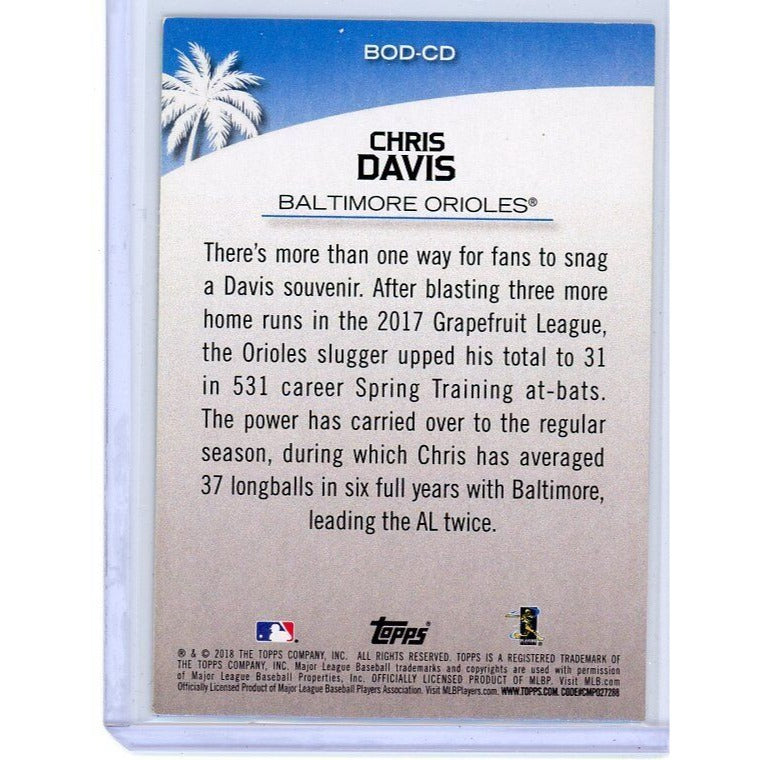 BOD-CD
CHRIS
DAVIS
BALTIMORE ORIOLES®
There's more than one way for fans to snag
a Davis souvenir. After blasting three more
home runs in the 2017 Grapefruit League,
the Orioles slugger upped his total to 31
in 531 career Spring Training at-bats.
The power has carried over to the regular
season, during which Chris has averaged
37 longballs in six full years with Baltimore,
leading the AL twice.
TOPPS
PLAYERS
® & © 2018 THE TOPPS COMPANY, INC. ALL RIGHTS RESERVED. TOPPS IS A REGISTERED TRADEMARK OF
THE TOPPS COMPANY, INC. Major League Baseball trademarks and copyrights are used with permission
of Major League Baseball Properties, Inc. OFFICIALLY LICENSED PRODUCT OF MLBP. Visit MLB.com
Officially Licensed Product of Major League Baseball Players Association. Visit MLBPlayers.com. WWW.TOPPS.COM. CODE#CMP027288